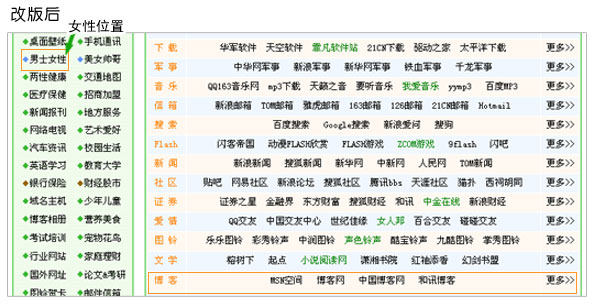 改版后
女性位置
桌面壁纸 手机通讯
男士女性 美女帅哥
两性健康 交通地图
医疗保健 招商加盟
新闻报刊 地方服务
网络电视 艺术爱好
汽车资讯 校园生活
英语学习 教育大学
银行保险 财经股市
域名主机 少年儿童
博客相册 营养美食
考试培训 宠物花鸟
行业网站 家庭理财
国外网址 论文&考研
图铃贺卡 邮件信箱
下载 华军软件 天空软件 霏凡软件站 21CN下载 驱动之家 太平洋下载 更多>>
军事 中华网军事 新浪军事 新华网军事 铁血军事 千龙军事 更多>>
音乐 QQ163音乐网 mp3下载 天籁之音 要听音乐 我爱音乐 yymp3 百度MP3 更多>>
信箱 新浪邮箱 TOM邮箱 雅虎邮箱 163邮箱 126邮箱 21CN邮箱 Hotmail 更多>>
搜索 百度搜索 Google搜索 新浪爱问 搜狗 更多>>
Flash 闪客帝国 动漫FLASH欣赏 FLASH游戏 ZCOM游戏 9flash 闪吧 更多>>
新闻 新浪新闻 搜狐新闻 新华网 中新网 人民网 TOM新闻 更多>>
社区 贴吧 网易社区 新浪论坛 搜狐社区 腾讯bbs 天涯社区 猫扑 西祠胡同 更多>>
证券 证券之星 金融界 东方财富 搜狐财经 和讯 中金在线 新浪财经 更多>>
爱情 QQ交友 中国交友中心 世纪佳缘 女人邦 百合交友 碰碰交友 更多>>
图铃 乐乐图铃 彩秀铃声 中润图铃 声色铃声 酷宝铃声 九酷图铃 掌秀图铃 更多>>
文学 榕树下 起点 小说阅读网 潇湘书院 红袖添香 幻剑书盟 更多>>
博客 MSN空间 博客网 中国博客网 和讯博客 更多>>